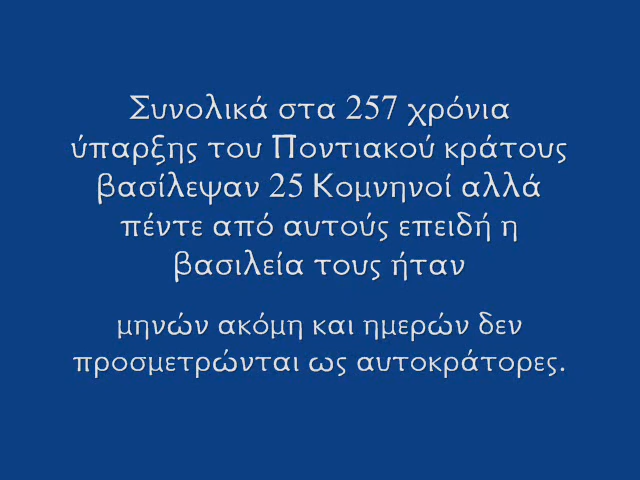 Συνολικά στα 257 χρόνια
ύπαρξης του Ποντιακού κράτους
βασίλεψαν 25 Κομνηνοί αλλά
πέντε από αυτούς επειδή η
βασιλεία τους ήταν
μηνών ακόμη και ημερών δεν
προσμετρώνται ως αυτοκράτορες.